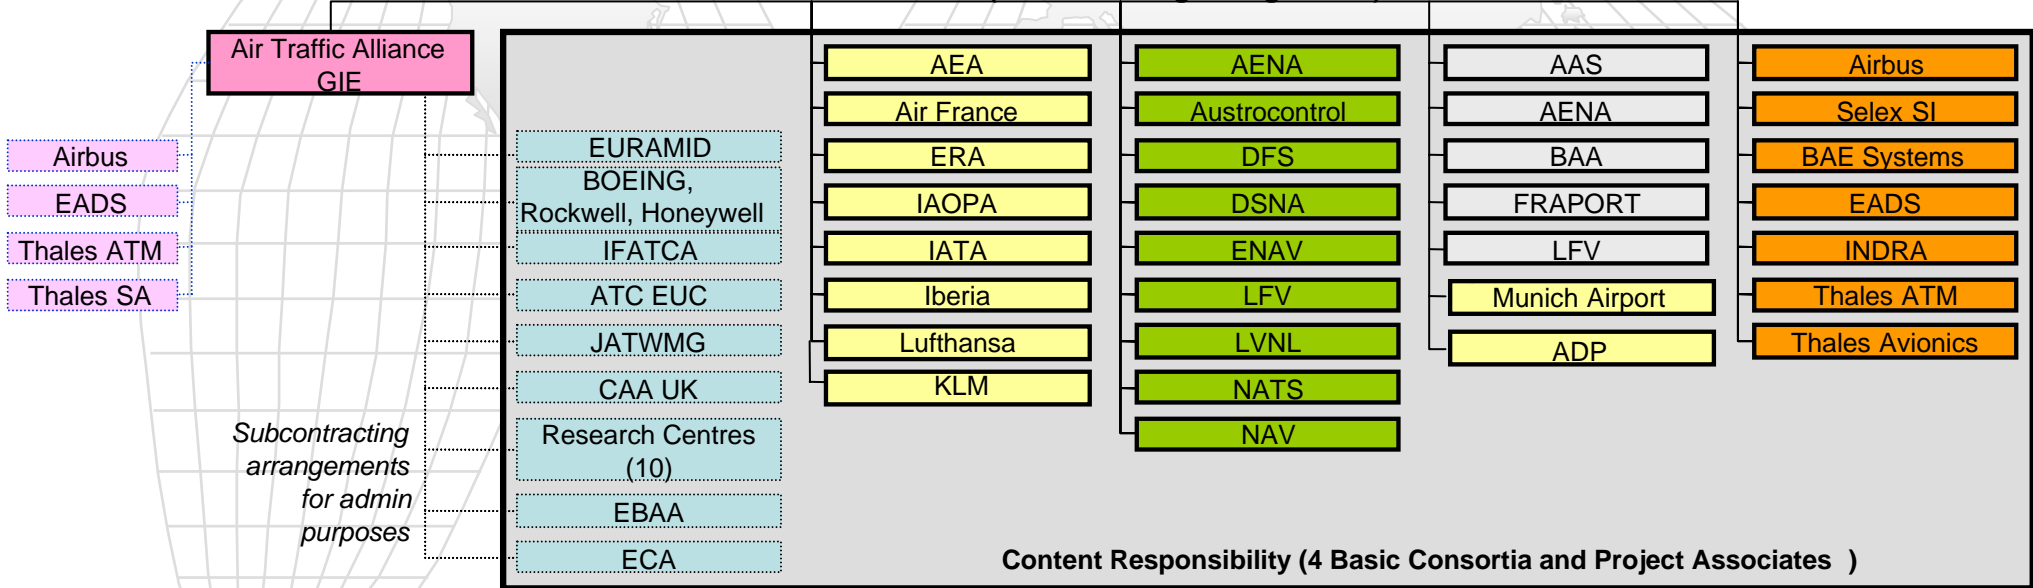 Air Traffic Alliance
GIE
Airbus
EADS
Thales ATM
Thales SA
Subcontracting
arrangements
for admin
purposes
EURAMID
BOEING,
Rockwell, Honeywell
IFATCA
ATC EUC
JATWMG
CAA UK
Research Centres
(10)
EBAA
ECA
AEA
Air France
ERA
IAOPA
IATA
Iberia
Lufthansa
KLM
AENA
Austrocontrol
DFS
DSNA
ENAV
LFV
LVNL
NATS
NAV
AAS
AENA
BAA
FRAPORT
LFV
Munich Airport
ADP
Airbus
Selex SI
BAE Systems
EADS
INDRA
Thales ATM
Thales Avionics
Content Responsibility (4 Basic Consortia and Project Associates )